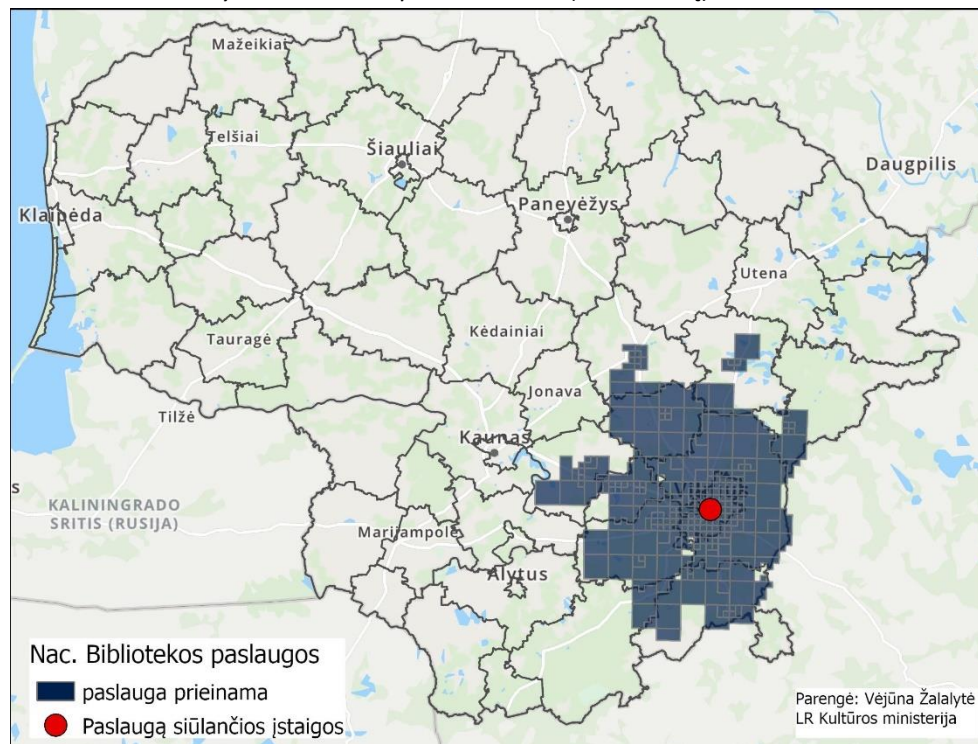 Mažeikiai
Telšiai
Šiauliai
Daugpilis
Klaipėda
Panevėžys
Utena
Tauragė
Kėdainiai
Jonava
Tilžė
Kaunas
s
KALININGRADO
SRITIS (RUSIJA)
Marijampolė
Alytus
Nac. Bibliotekos paslaugos
paslauga prieinama
Paslaugą siūlančios įstaigos
Parengė: Vėjūna Žalalytė
LR Kultūros ministerija